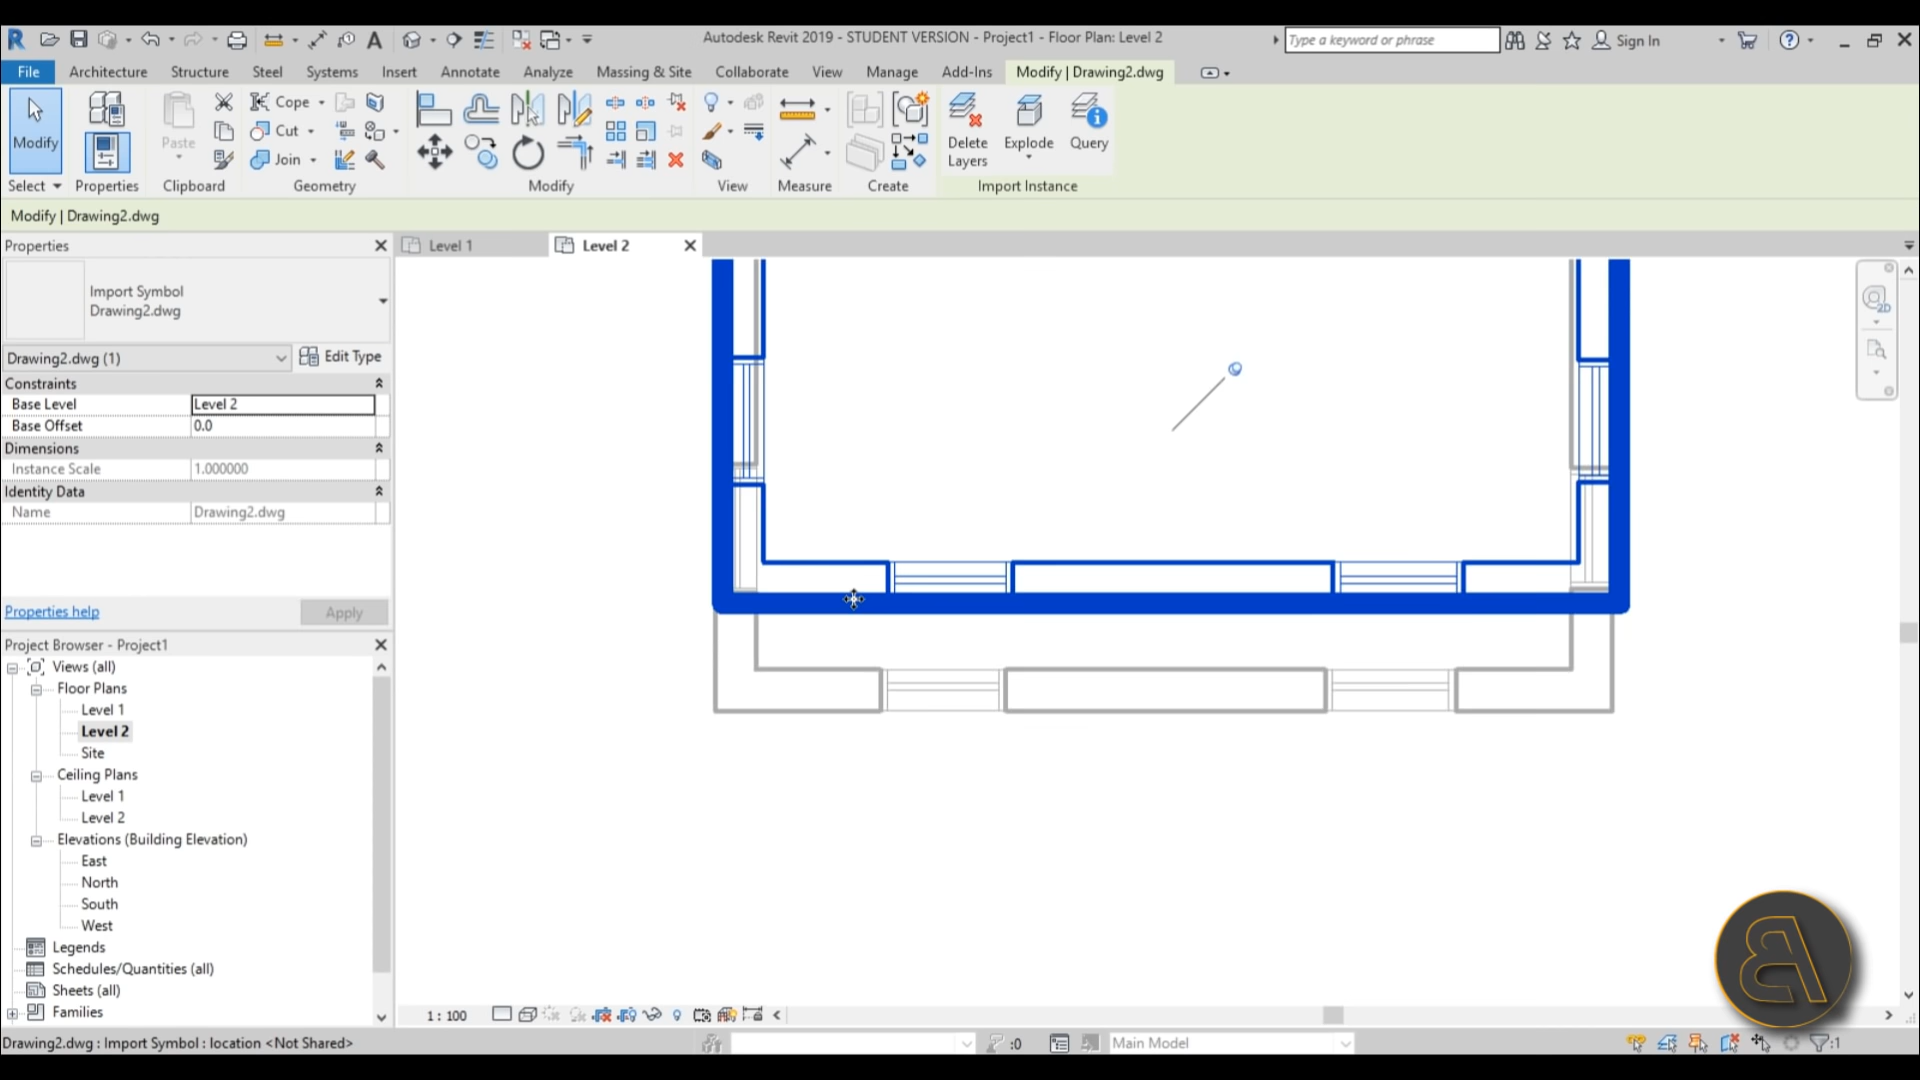 Autodesk Revit 2019 - STUDENT VERSION - Project1 - Floor Plan: Level 2
Type a keyword or phrase
Sign In
File Architecture Structure Steel Systems Insert Annotate Analyze Massing & Site Collaborate View Manage Add-Ins Modify | Drawing2.dwg
Modify
Paste
Cope
Cut
Join
Delete Layers
Explode
Query
Select Properties Clipboard Geometry Modify View Measure Create Import Instance
Modify | Drawing2.dwg
Properties
Level 1
Level 2
Import Symbol
Drawing2.dwg
Drawing2.dwg (1)
Edit Type
Constraints
Base Level Level 2
Base Offset 0.0
Dimensions
Instance Scale 1.000000
Identity Data
Name Drawing2.dwg
Properties help
Apply
Project Browser - Project1
Views (all)
Floor Plans
Level 1
Level 2
Site
Ceiling Plans
Level 1
Level 2
Elevations (Building Elevation)
East
North
South
West
Legends
Schedules/Quantities (all)
Sheets (all)
Families
1 : 100
Drawing2.dwg : Import Symbol : location <Not Shared>
:0
Main Model
:1
2D